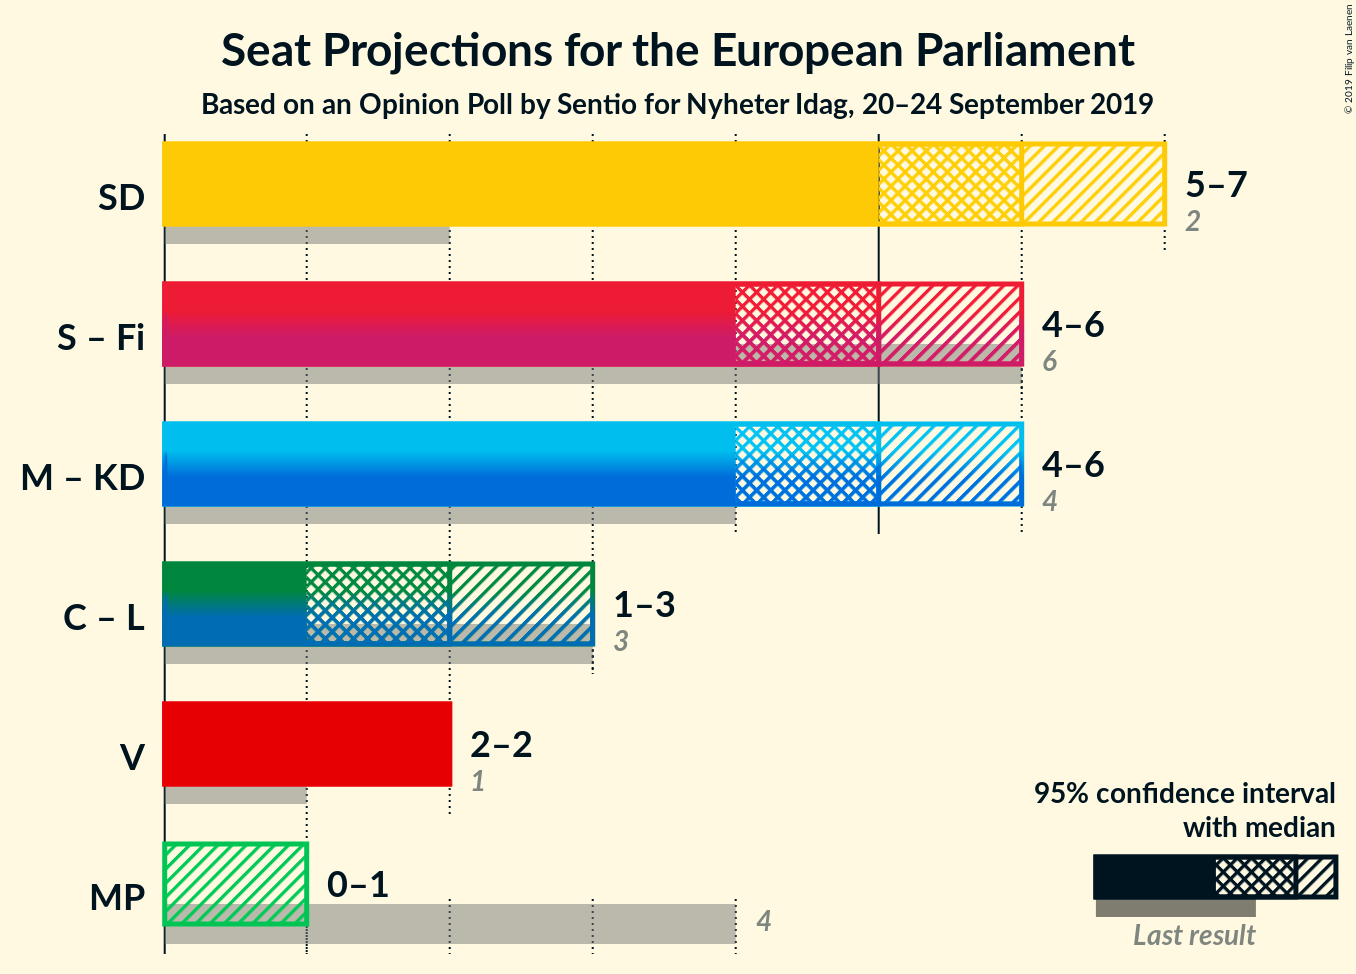 Seat Projections for the European Parliament
Based on an Opinion Poll by Sentio for Nyheter Idag, 20–24 September 2019
© 2019 Filip van Laenen
SD
5–7
2
S – Fi
4–6
6
M – KD
4–6
4
C – L
1–3
3
V
2–2
1
MP
0–1
4
95% confidence interval
with median
Last result